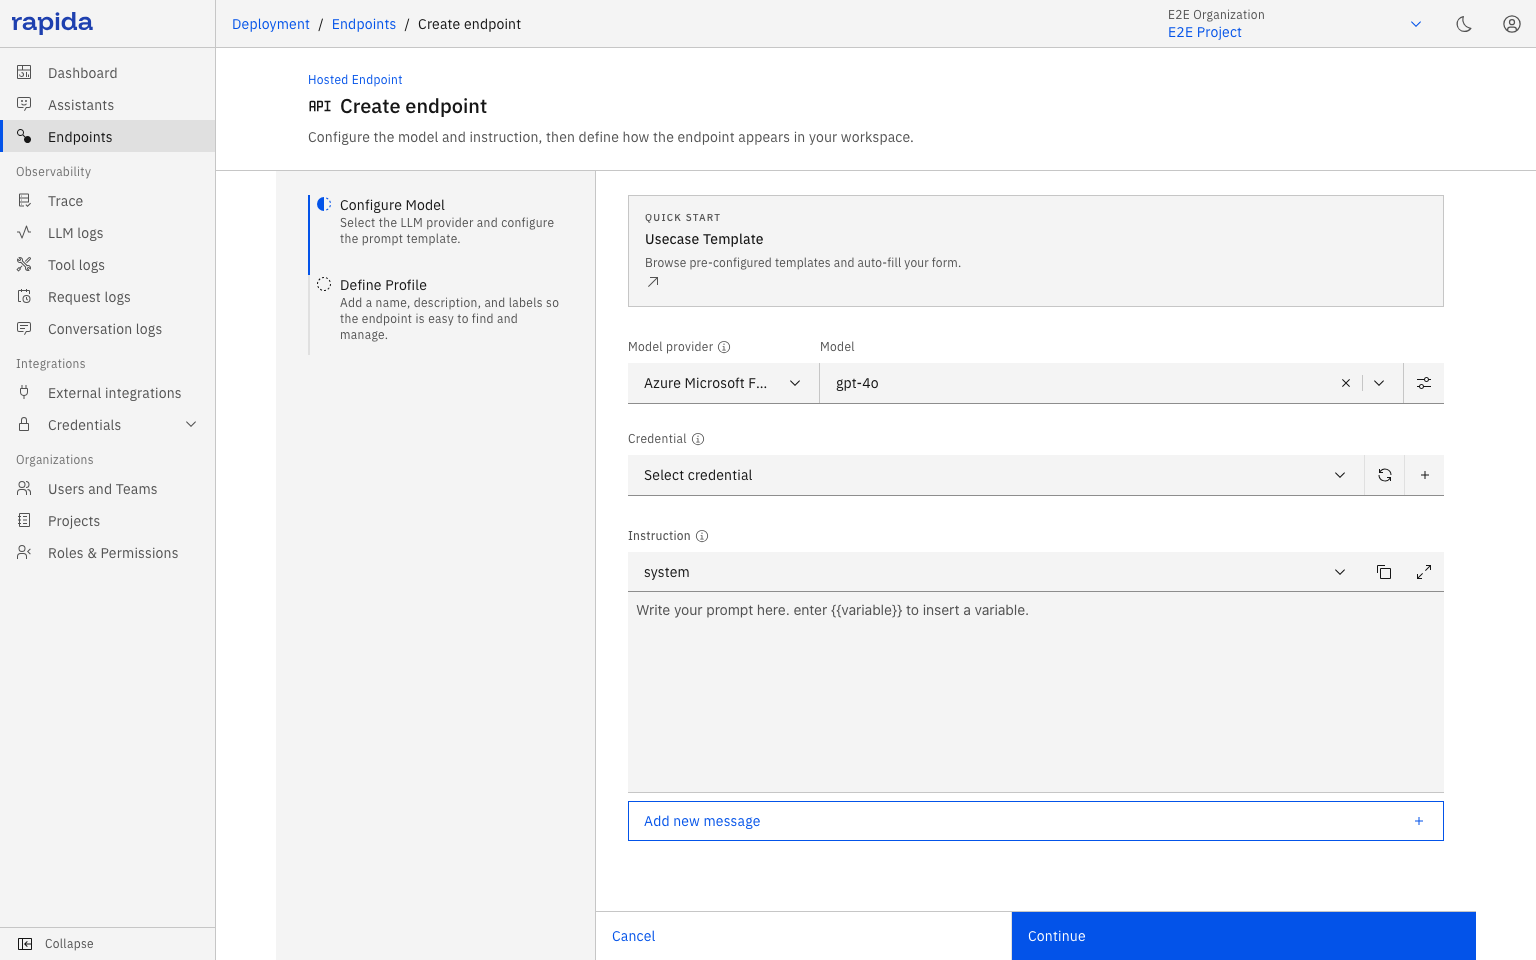 rapida
Deployment / Endpoints / Create endpoint
E2E Organization
E2E Project
Dashboard
Assistants
Endpoints
Observability
Trace
LLM logs
Tool logs
Request logs
Conversation logs
Integrations
External integrations
Credentials
Organizations
Users and Teams
Projects
Roles & Permissions
Collapse
Hosted Endpoint
API Create endpoint
Configure the model and instruction, then define how the endpoint appears in your workspace.
Configure Model
Select the LLM provider and configure
the prompt template.
Define Profile
Add a name, description, and labels so
the endpoint is easy to find and
manage.
QUICK START
Usecase Template
Browse pre-configured templates and auto-fill your form.
Model provider Model
Azure Microsoft F... gpt-4o
Credential
Select credential
Instruction
system
Write your prompt here. enter {{variable}} to insert a variable.
Add new message
Cancel
Continue